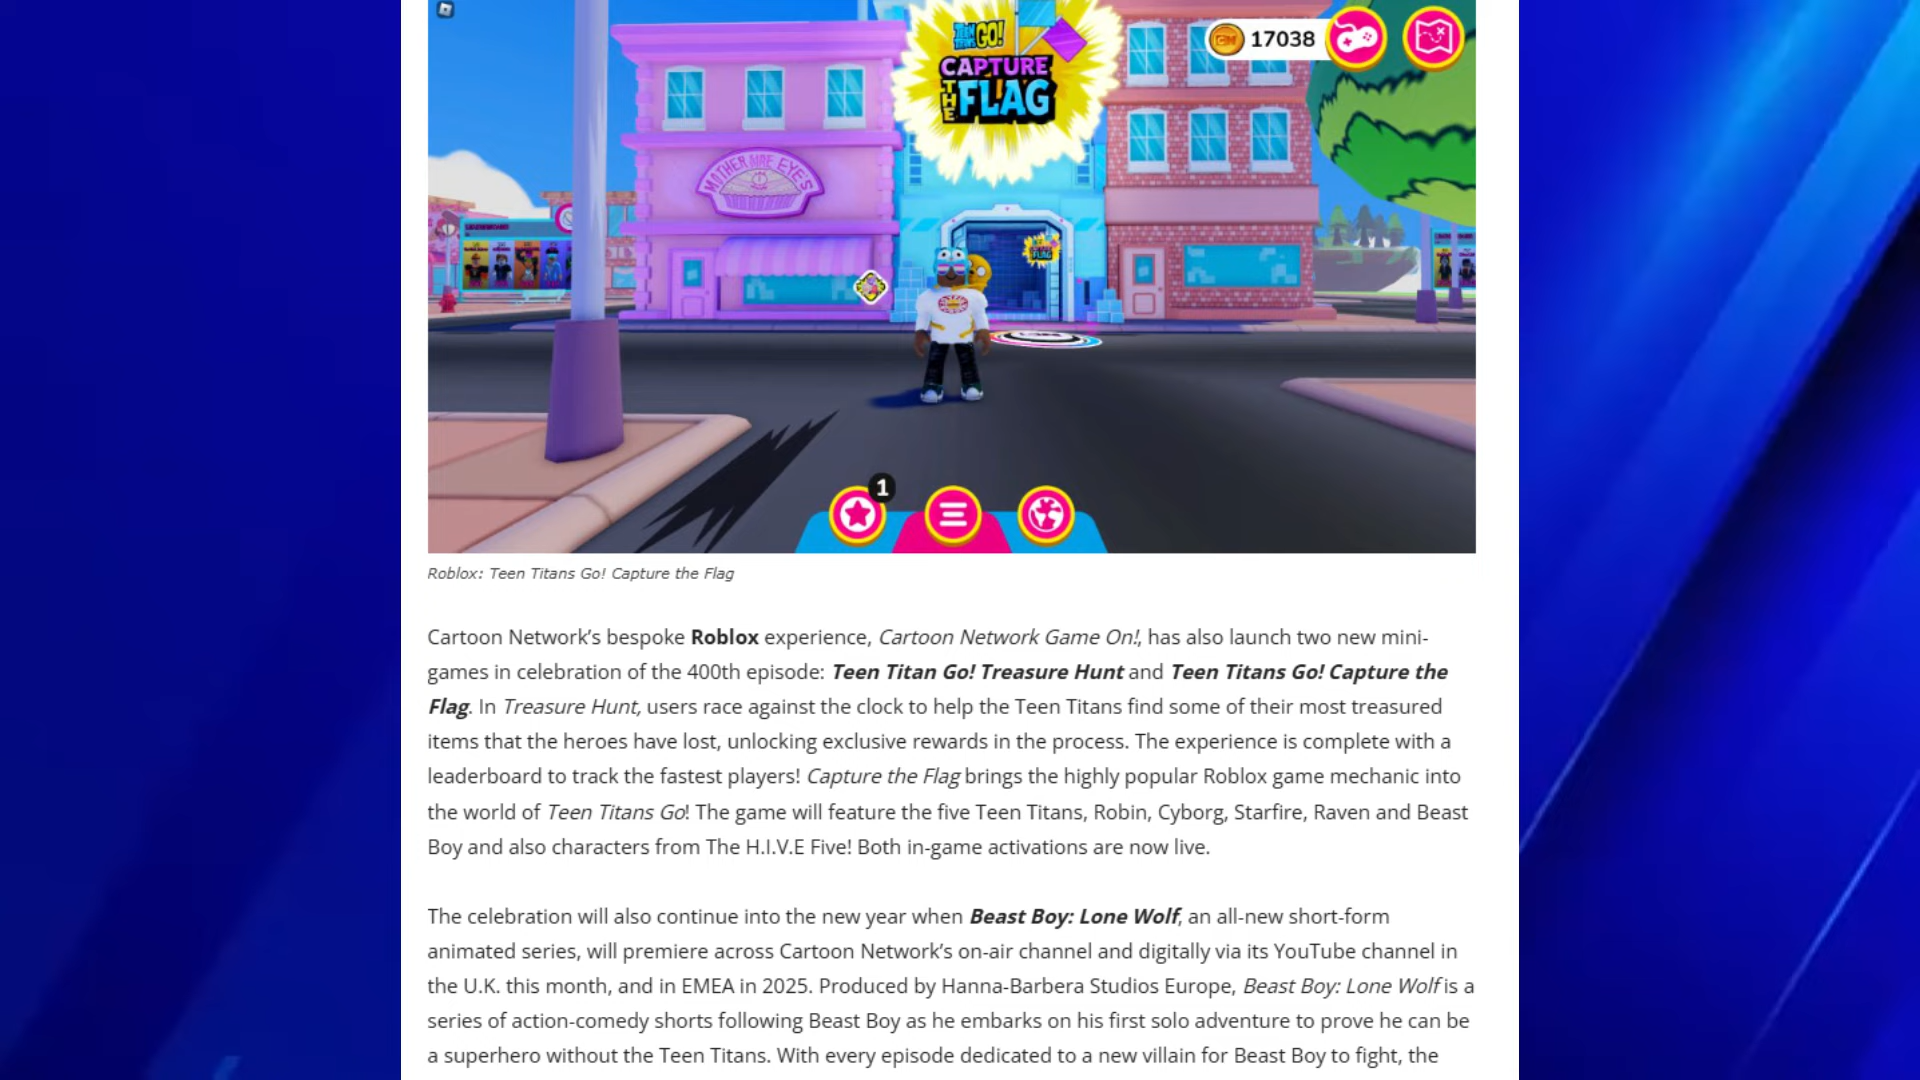 TEEN TITANS GO!
CAPTURE
THE
FLAG
17038
MOTHER MAE EYE'S
LEADERBOARD
CAPTURE
FLAG
1
Roblox: Teen Titans Go! Capture the Flag
Cartoon Network’s bespoke Roblox experience, Cartoon Network Game On!, has also launch two new mini-
games in celebration of the 400th episode: Teen Titan Go! Treasure Hunt and Teen Titans Go! Capture the
Flag. In Treasure Hunt, users race against the clock to help the Teen Titans find some of their most treasured
items that the heroes have lost, unlocking exclusive rewards in the process. The experience is complete with a
leaderboard to track the fastest players! Capture the Flag brings the highly popular Roblox game mechanic into
the world of Teen Titans Go! The game will feature the five Teen Titans, Robin, Cyborg, Starfire, Raven and Beast
Boy and also characters from The H.I.V.E Five! Both in-game activations are now live.
The celebration will also continue into the new year when Beast Boy: Lone Wolf, an all-new short-form
animated series, will premiere across Cartoon Network’s on-air channel and digitally via its YouTube channel in
the U.K. this month, and in EMEA in 2025. Produced by Hanna-Barbera Studios Europe, Beast Boy: Lone Wolf is a
series of action-comedy shorts following Beast Boy as he embarks on his first solo adventure to prove he can be
a superhero without the Teen Titans. With every episode dedicated to a new villain for Beast Boy to fight, the